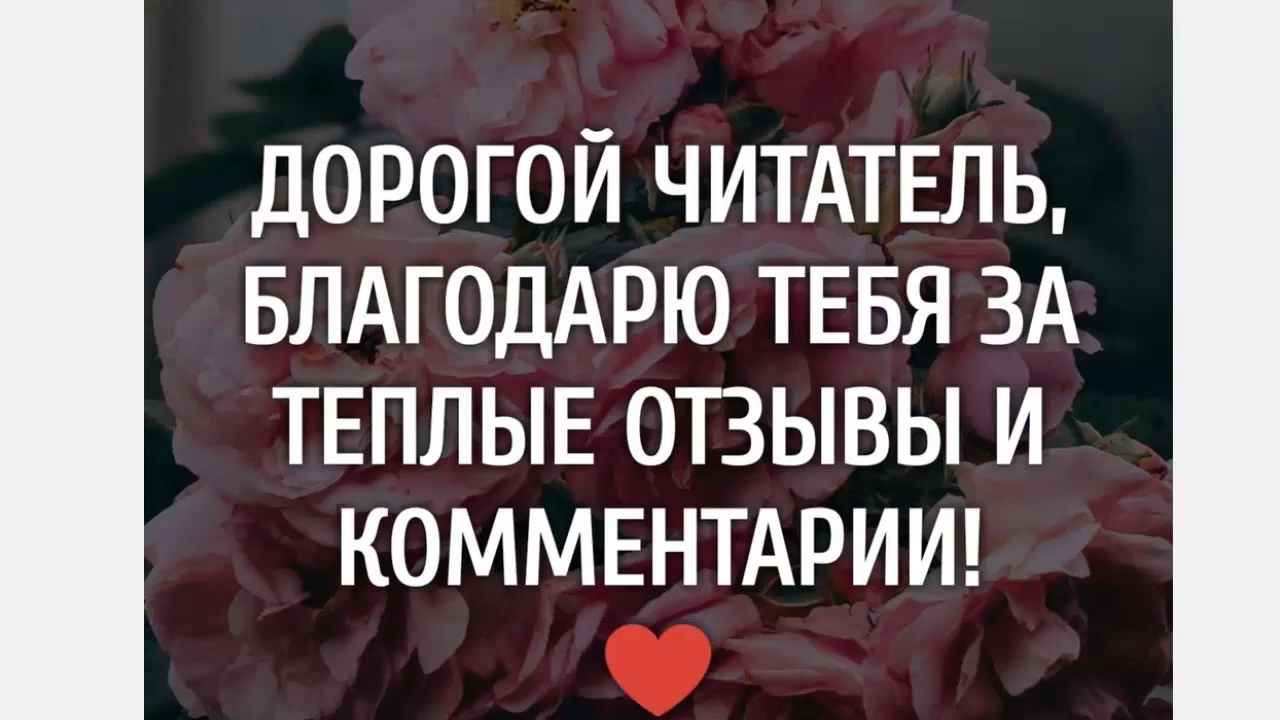 ДОРОГОЙ ЧИТАТЕЛЬ,
БЛАГОДАРЮ ТЕБЯ ЗА
ТЕПЛЫЕ ОТЗЫВЫ И
КОММЕНТАРИИ!